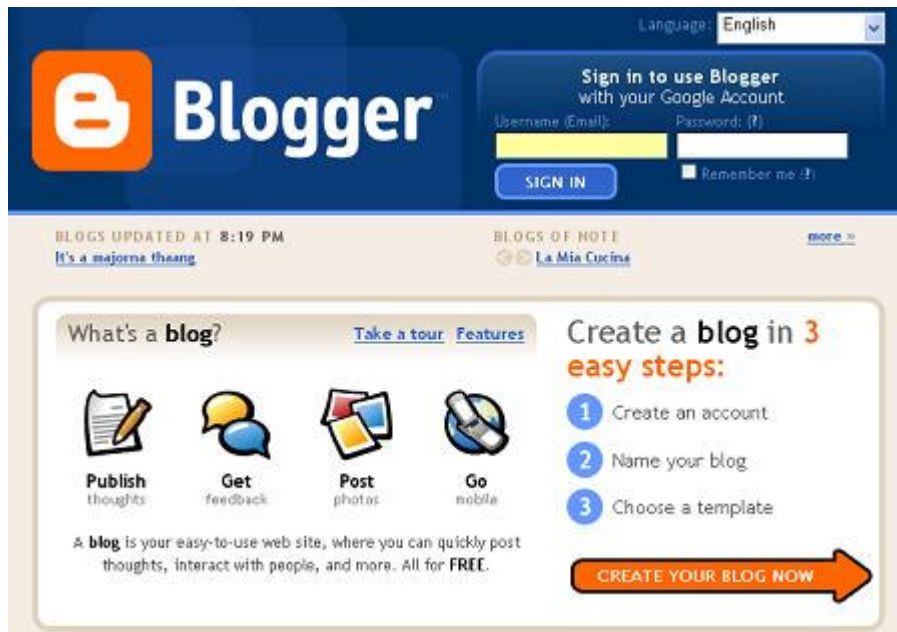 Language: English
Blogger™
Sign in to use Blogger
with your Google Account
Username (Email): Password: (?)
SIGN IN
Remember me (?)
BLOGS UPDATED AT 8:19 PM
It's a majorna thaang
BLOGS OF NOTE
more »
La Mia Cucina
What's a blog?
Take a tour Features
Publish
thoughts
Get
feedback
Post
photos
Go
mobile
A blog is your easy-to-use web site, where you can quickly post
thoughts, interact with people, and more. All for FREE.
Create a blog in 3
easy steps:
1 Create an account
2 Name your blog
3 Choose a template
CREATE YOUR BLOG NOW